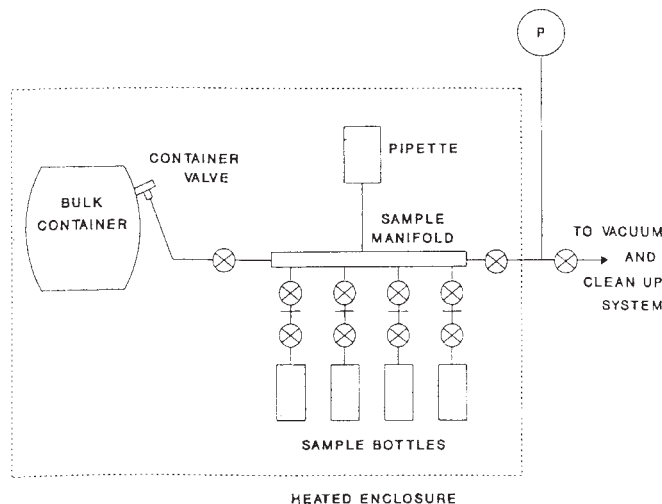 P
CONTAINER
VALVE
PIPETTE
BULK
CONTAINER
SAMPLE
MANIFOLD
TO VACUUM
AND
CLEAN UP
SYSTEM
SAMPLE BOTTLES
HEATED ENCLOSURE